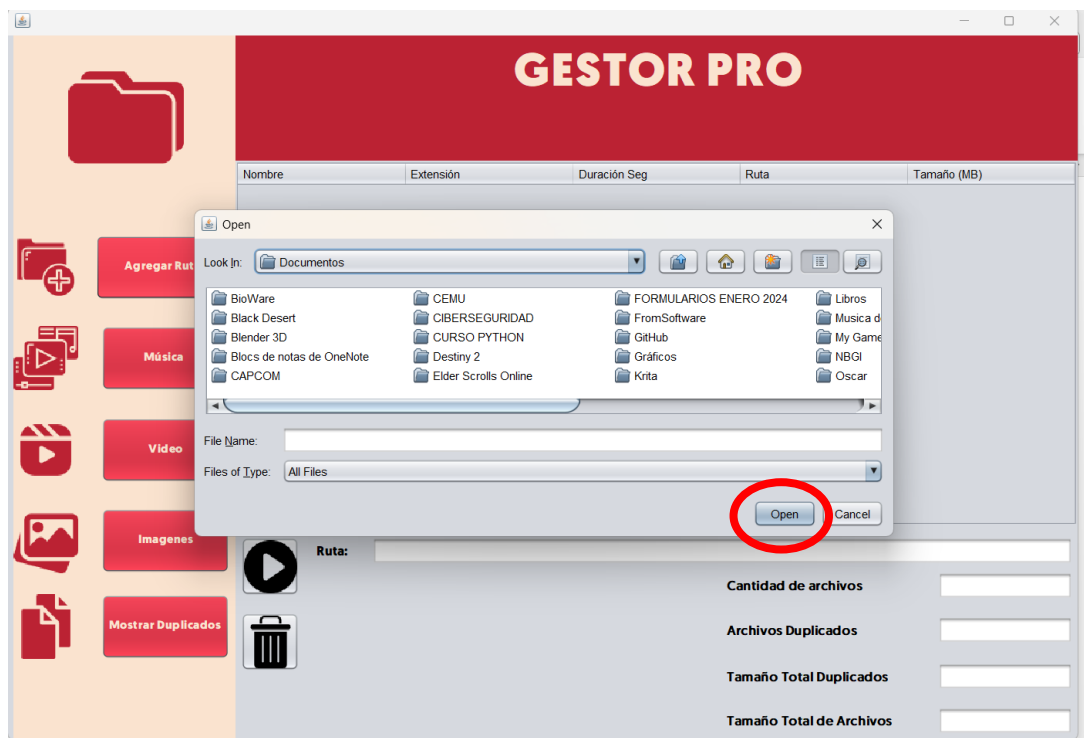 GESTOR PRO
Nombre Extensión Duración Seg Ruta Tamaño (MB)
Open
Look In: Documentos
BioWare CEMU FORMULARIOS ENERO 2024 Libros
Black Desert CIBERSEGURIDAD FromSoftware Musica d
Blender 3D CURSO PYTHON GitHub My Game
Blocs de notas de OneNote Destiny 2 Gráficos NBGI
CAPCOM Elder Scrolls Online Krita Oscar
File Name:
Files of Type: All Files
Open Cancel
Agregar Rut
Música
Video
Imagenes
Mostrar Duplicados
Ruta:
Cantidad de archivos
Archivos Duplicados
Tamaño Total Duplicados
Tamaño Total de Archivos